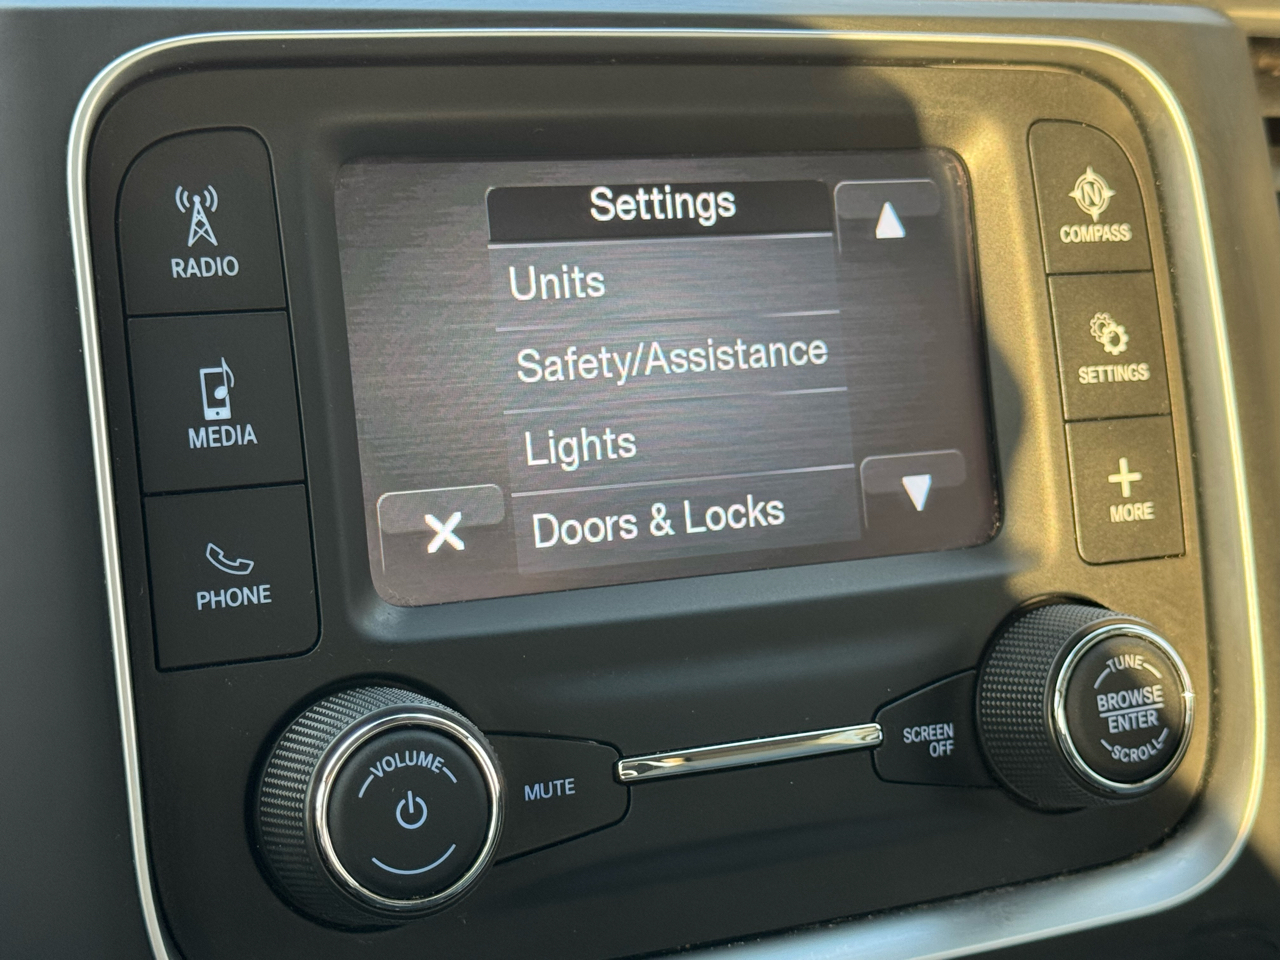 RADIO
MEDIA
PHONE
Settings
Units
Safety/Assistance
Lights
Doors & Locks
N
COMPASS
SETTINGS
MORE
VOLUME
MUTE
SCREEN
OFF
TUNE
BROWSE
ENTER
SCROLL